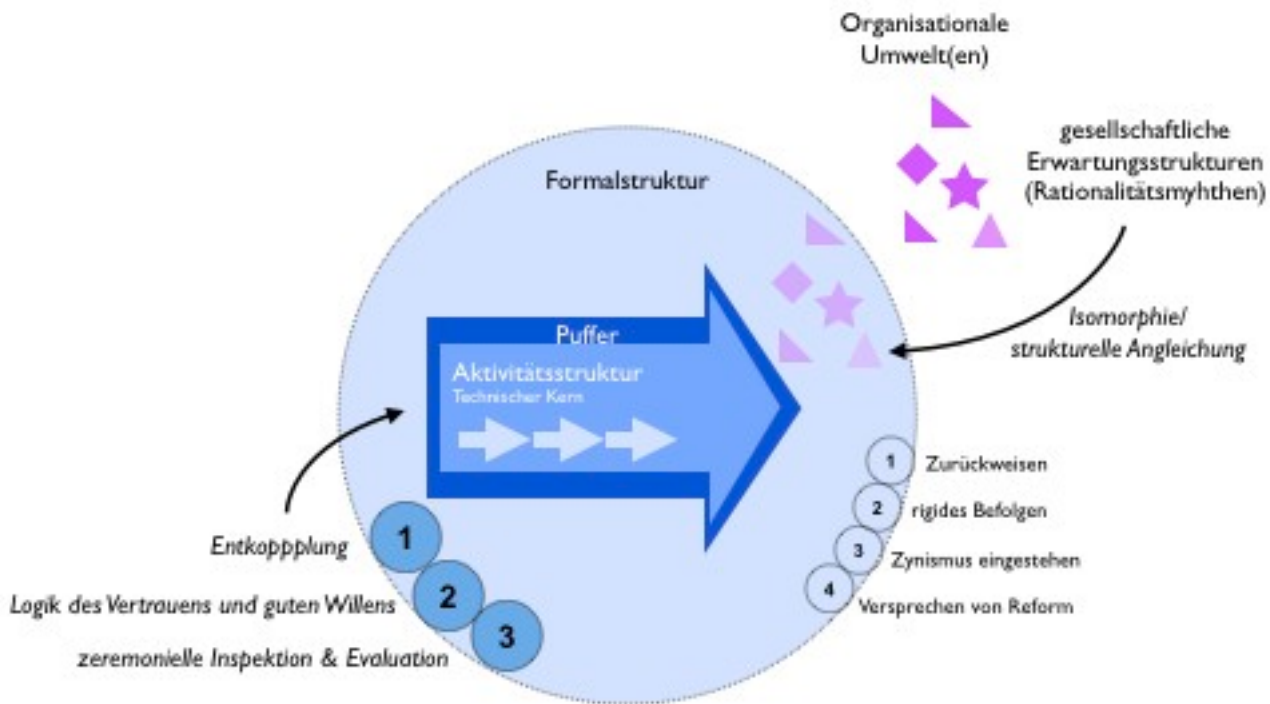 Organisationale
Umwelt(en)
gesellschaftliche
Erwartungsstrukturen
(Rationalitätsmyhthen)
Formalstruktur
Isomorphie/
strukturelle Angleichung
Puffer
Aktivitätsstruktur
Technischer Kern
1 Zurückweisen
2 rigides Befolgen
3 Zynismus eingestehen
4 Versprechen von Reform
Entkoppplung 1
Logik des Vertrauens und guten Willens 2
zeremonielle Inspektion & Evaluation 3